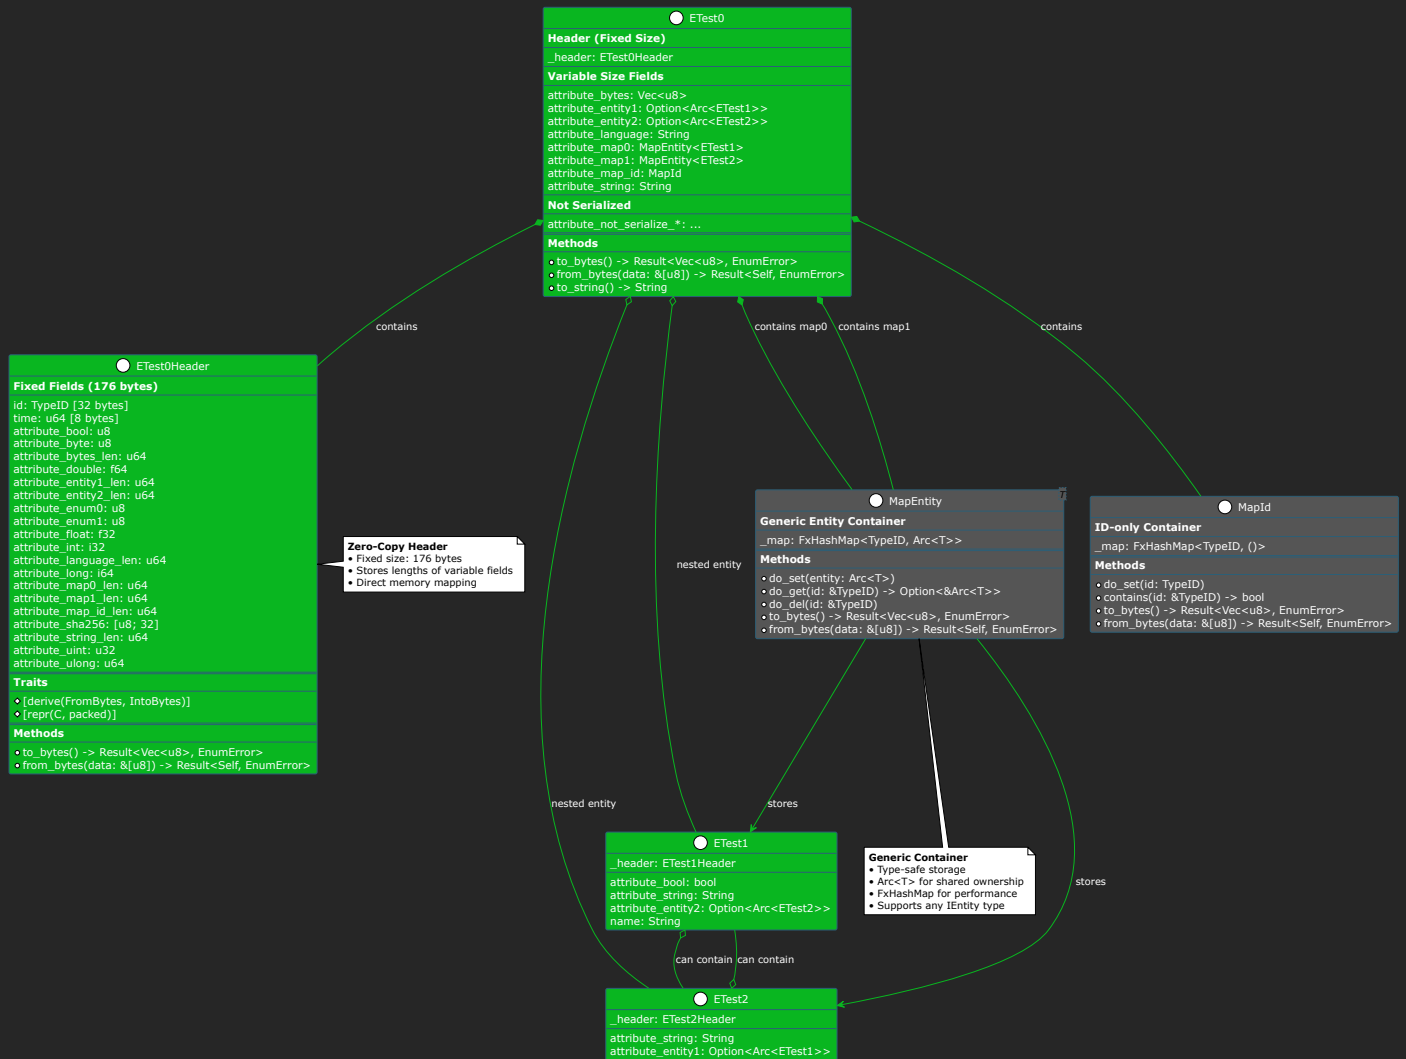 ETest0
Header (Fixed Size)
_header: ETest0Header
Variable Size Fields
attribute_bytes: Vec<u8>
attribute_entity1: Option<Arc<ETest1>>
attribute_entity2: Option<Arc<ETest2>>
attribute_language: String
attribute_map0: MapEntity<ETest1>
attribute_map1: MapEntity<ETest2>
attribute_map_id: MapId
attribute_string: String
Not Serialized
attribute_not_serialize_*: ...
Methods
to_bytes() -> Result<Vec<u8>, EnumError>
from_bytes(data: &[u8]) -> Result<Self, EnumError>
to_string() -> String
contains
contains map0
contains map1
contains
ETest0Header
Fixed Fields (176 bytes)
id: TypeID [32 bytes]
time: u64 [8 bytes]
attribute_bool: u8
attribute_byte: u8
attribute_bytes_len: u64
attribute_double: f64
attribute_entity1_len: u64
attribute_entity2_len: u64
attribute_enum0: u8
attribute_enum1: u8
attribute_float: f32
attribute_int: i32
attribute_language_len: u64
attribute_long: i64
attribute_map0_len: u64
attribute_map1_len: u64
attribute_map_id_len: u64
attribute_sha256: [u8; 32]
attribute_string_len: u64
attribute_uint: u32
attribute_ulong: u64
Traits
[derive(FromBytes, IntoBytes)]
[repr(C, packed)]
Methods
to_bytes() -> Result<Vec<u8>, EnumError>
from_bytes(data: &[u8]) -> Result<Self, EnumError>
Zero-Copy Header
• Fixed size: 176 bytes
• Stores lengths of variable fields
• Direct memory mapping
nested entity
T
MapEntity
Generic Entity Container
_map: FxHashMap<TypeID, Arc<T>>
Methods
do_set(entity: Arc<T>)
do_get(id: &TypeID) -> Option<&Arc<T>>
do_del(id: &TypeID)
to_bytes() -> Result<Vec<u8>, EnumError>
from_bytes(data: &[u8]) -> Result<Self, EnumError>
MapId
ID-only Container
_map: FxHashMap<TypeID, ()>
Methods
do_set(id: TypeID)
contains(id: &TypeID) -> bool
to_bytes() -> Result<Vec<u8>, EnumError>
from_bytes(data: &[u8]) -> Result<Self, EnumError>
nested entity
stores
ETest1
_header: ETest1Header
attribute_bool: bool
attribute_string: String
attribute_entity2: Option<Arc<ETest2>>
name: String
Generic Container
• Type-safe storage
• Arc<T> for shared ownership
• FxHashMap for performance
• Supports any IEntity type
stores
can contain
can contain
ETest2
_header: ETest2Header
attribute_string: String
attribute_entity1: Option<Arc<ETest1>>